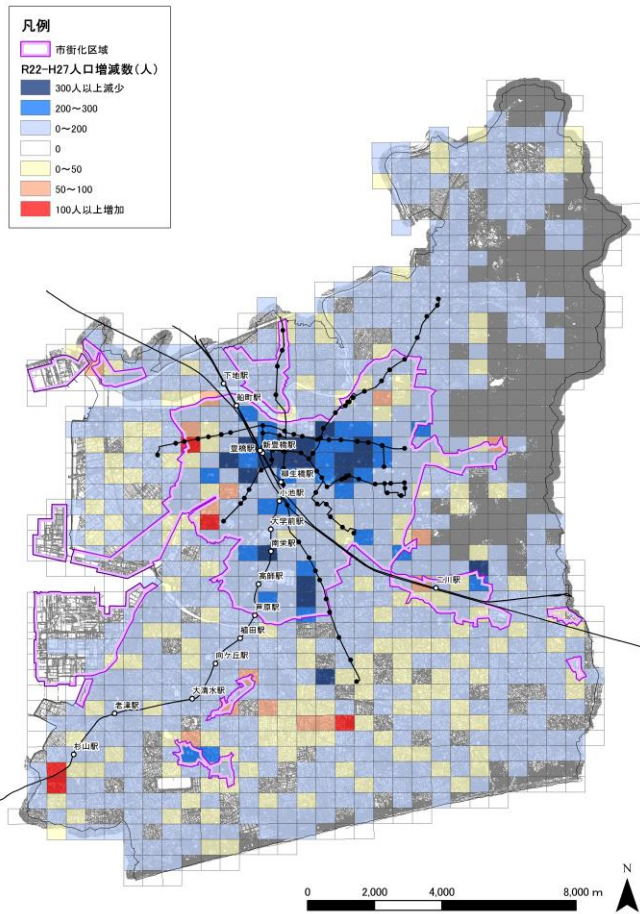 凡例
市街化区域
R22-H27人口増減数(人)
300人以上減少
200～300
0～200
0
0～50
50～100
100人以上増加
下地駅
船町駅
豊橋駅
新豊橋駅
柳生橋駅
小池駅
大学前駅
南栄駅
高師駅
芦原駅
植田駅
向ケ丘駅
大清水駅
老津駅
杉山駅
二川駅
N
0 2,000 4,000 8,000 m